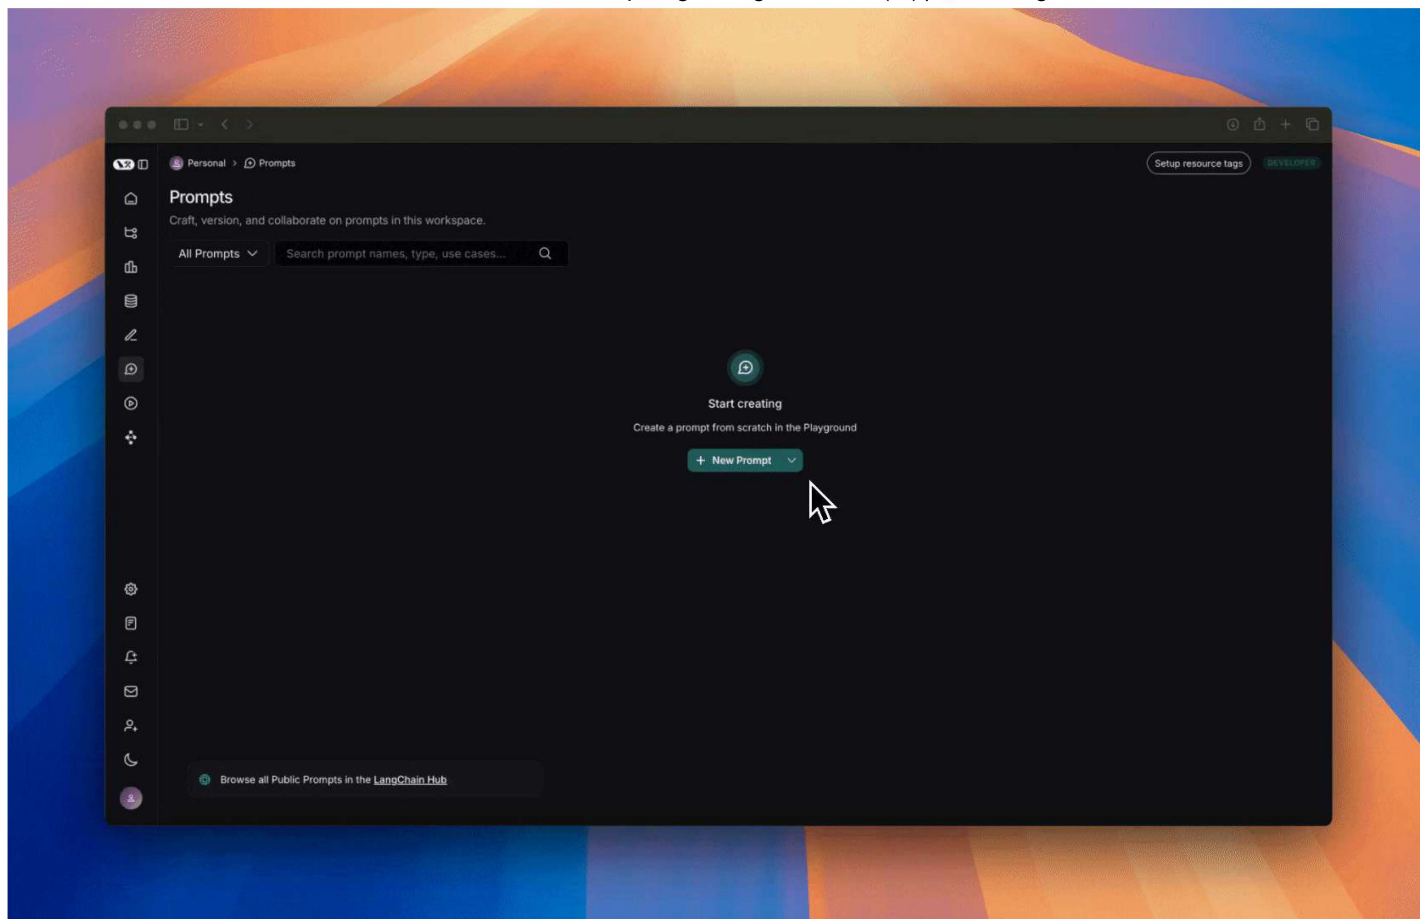 Personal > Prompts
Setup resource tags
DEVELOPER
Prompts
Craft, version, and collaborate on prompts in this workspace.
All Prompts
Search prompt names, type, use cases...
Start creating
Create a prompt from scratch in the Playground
+ New Prompt
Browse all Public Prompts in the LangChain Hub